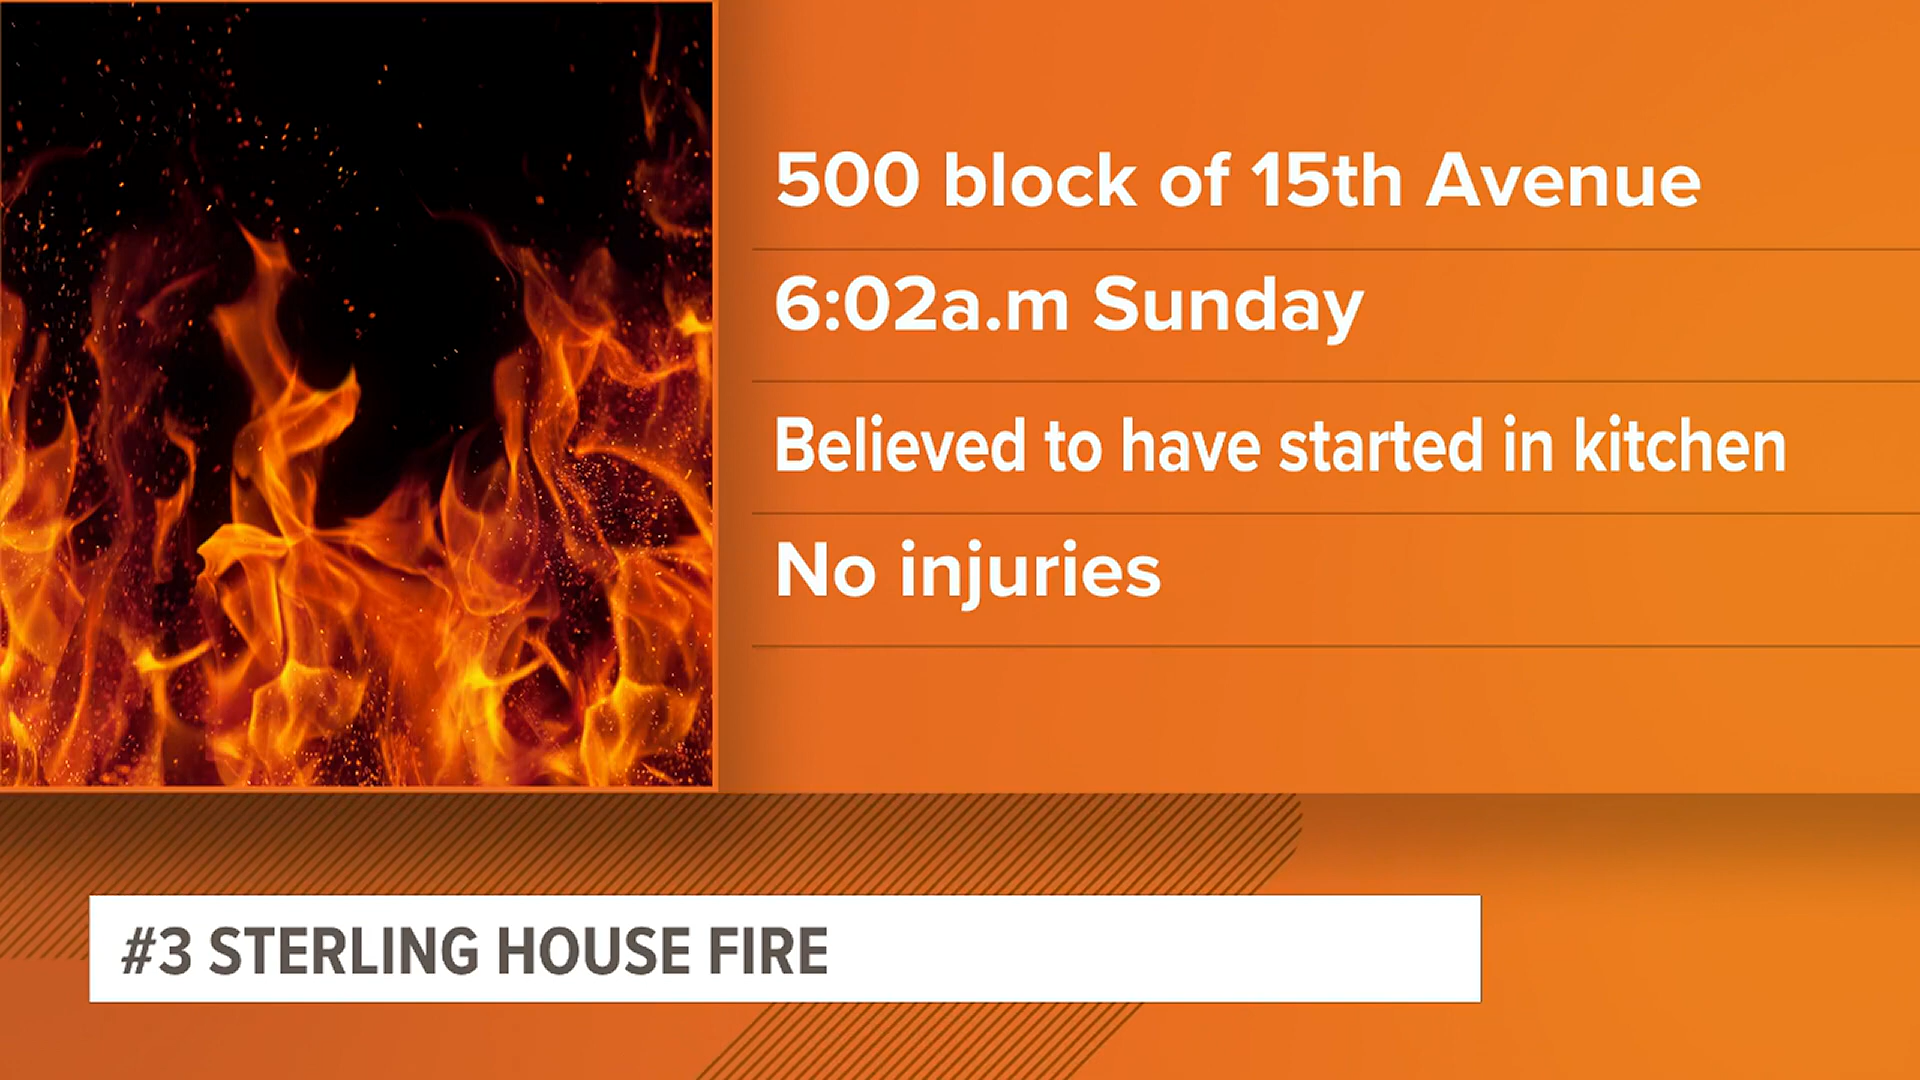 500 block of 15th Avenue
6:02a.m Sunday
Believed to have started in kitchen
No injuries
#3 STERLING HOUSE FIRE